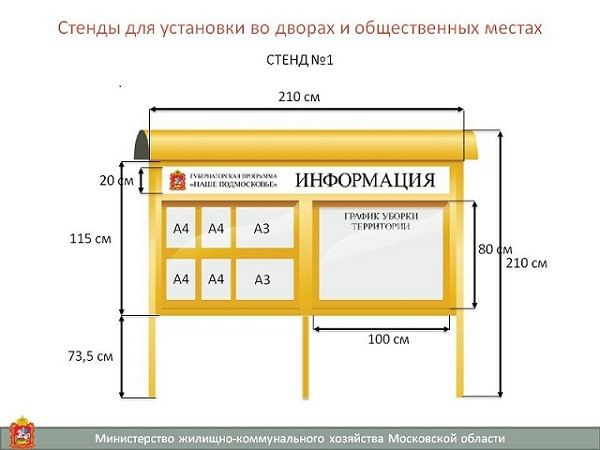 Стенды для установки во дворах и общественных местах
СТЕНД №1
210 см
20 см
ГУБЕРНАТОРСКАЯ ПРОГРАММА
«НАШЕ ПОДМОСКОВЬЕ»
ИНФОРМАЦИЯ
115 см
А4 А4 А3
ГРАФИК УБОРКИ
ТЕРРИТОРИИ
80 см
210 см
А4 А4 А3
100 см
73,5 см
Министерство жилищно-коммунального хозяйства Московской области